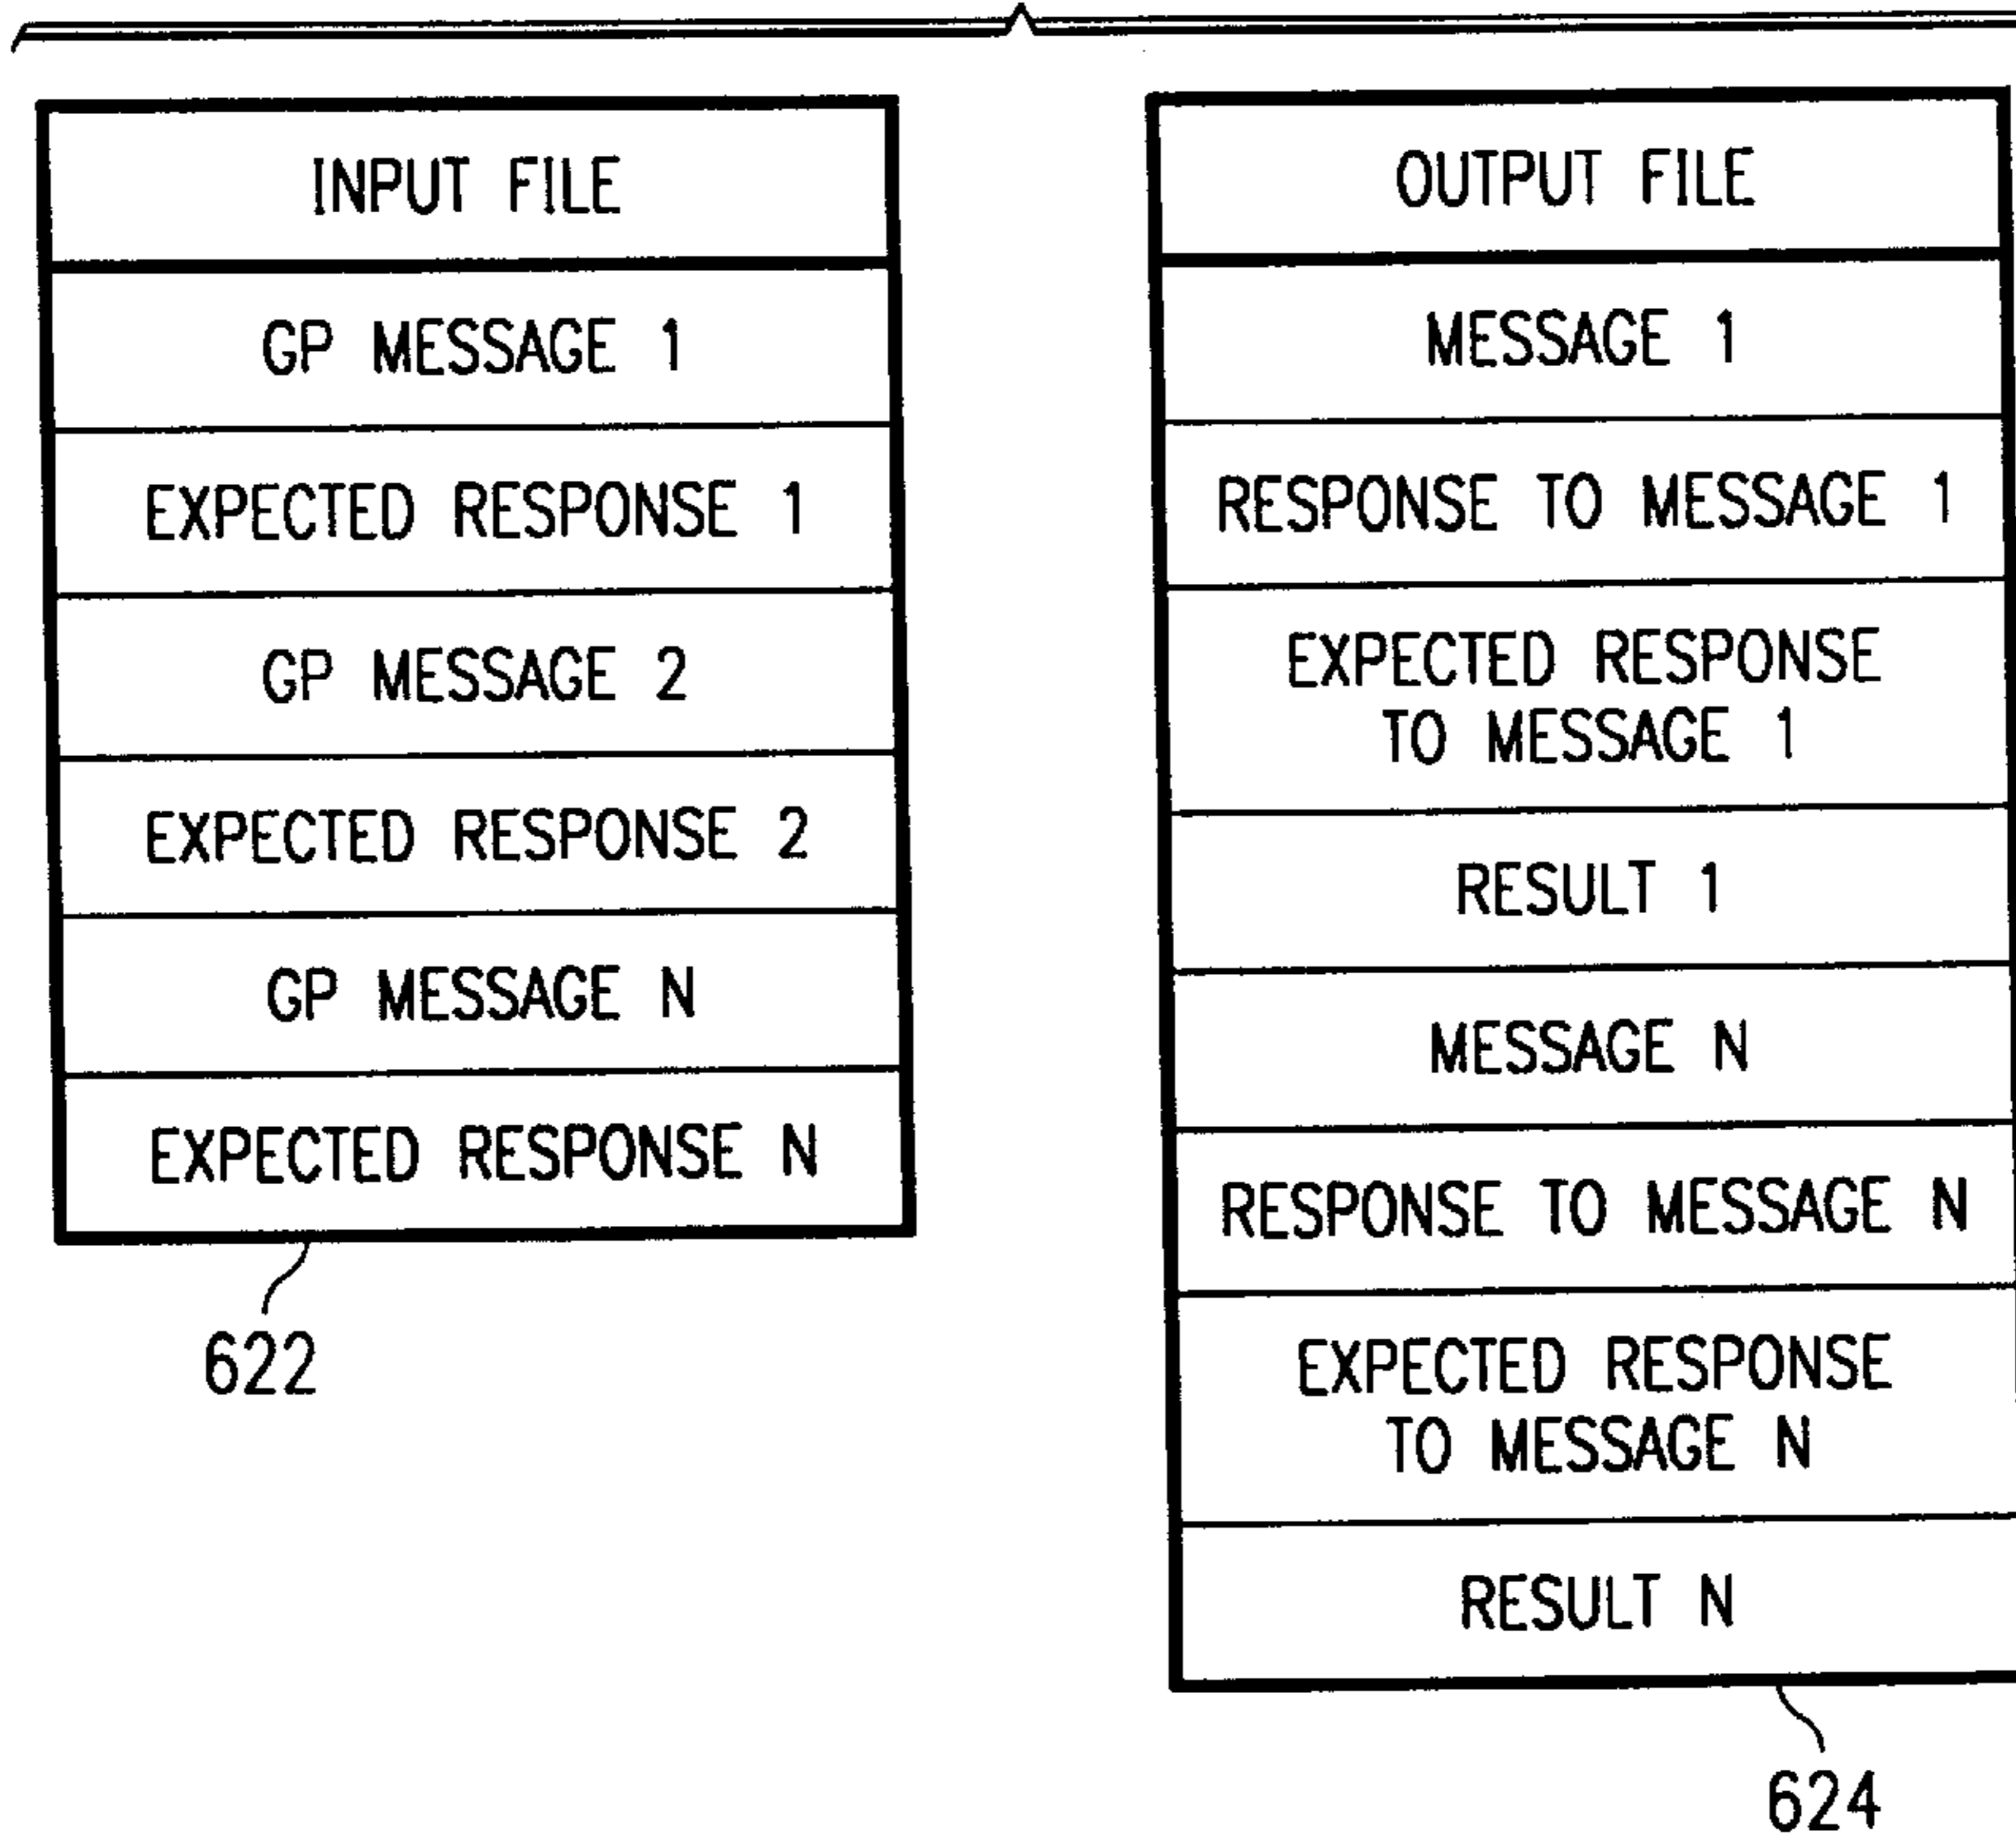 INPUT FILE
GP MESSAGE 1
EXPECTED RESPONSE 1
GP MESSAGE 2
EXPECTED RESPONSE 2
GP MESSAGE N
EXPECTED RESPONSE N
622
OUTPUT FILE
MESSAGE 1
RESPONSE TO MESSAGE 1
EXPECTED RESPONSE
TO MESSAGE 1
RESULT 1
MESSAGE N
RESPONSE TO MESSAGE N
EXPECTED RESPONSE
TO MESSAGE N
RESULT N
624